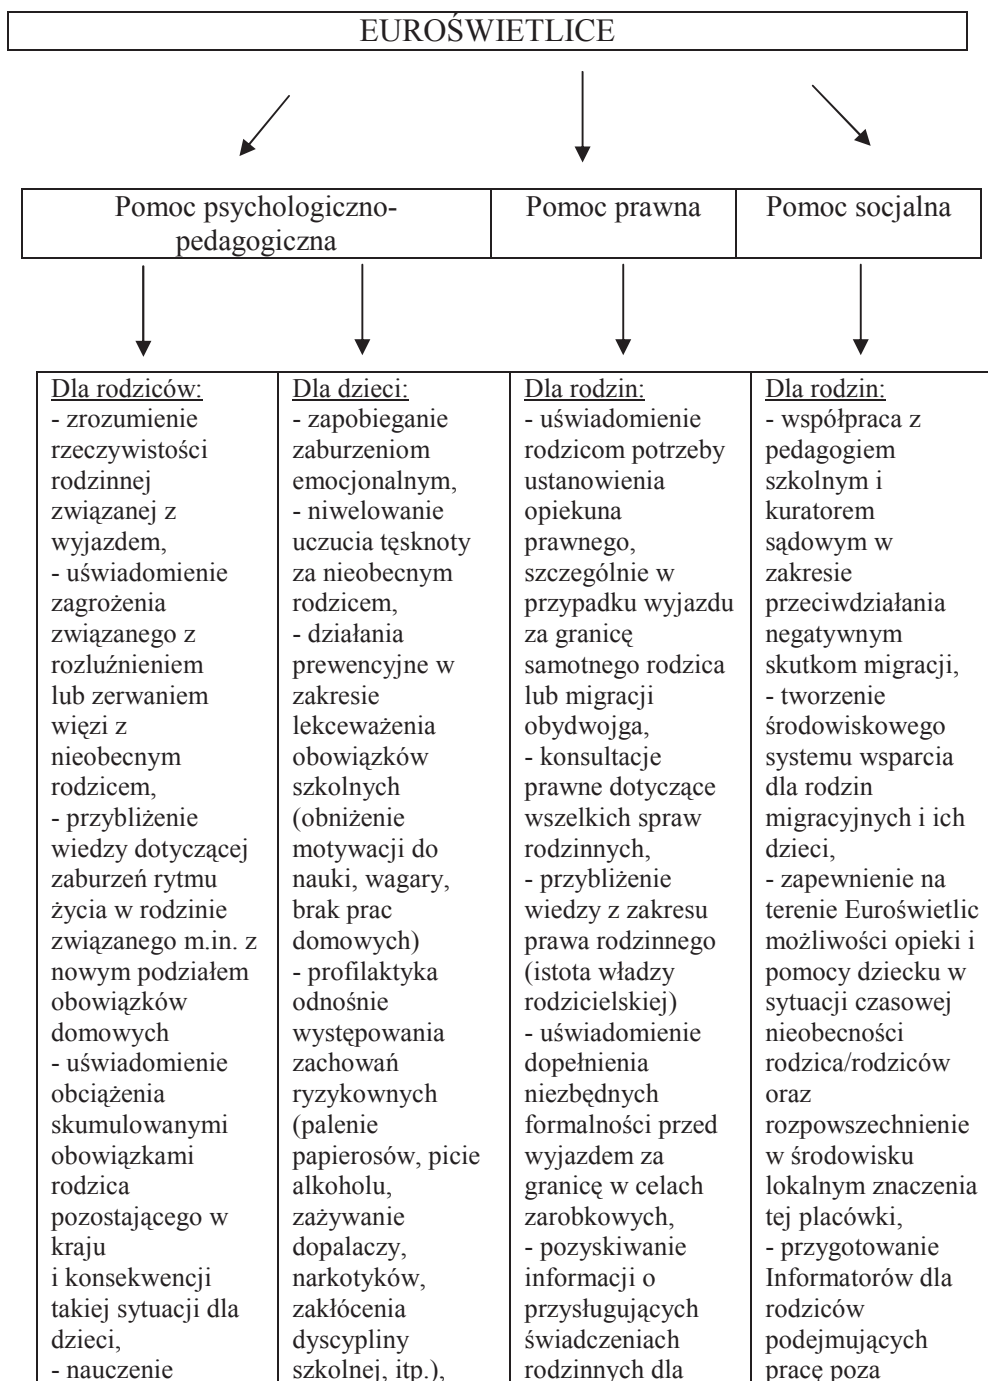 EUROŚWIETLICE
Pomoc psychologiczno-
pedagogiczna
Pomoc prawna
Pomoc socjalna
Dla rodziców:
- zrozumienie
rzeczywistości
rodzinnej
związanej z
wyjazdem,
- uświadomienie
zagrożenia
związanego z
rozluźnieniem
lub zerwaniem
więzi z
nieobecnym
rodzicem,
- przybliżenie
wiedzy dotyczącej
zaburzeń rytmu
życia w rodzinie
związanego m.in. z
nowym podziałem
obowiązków
domowych
- uświadomienie
obciążenia
skumulowanymi
obowiązkami
rodzica
pozostającego w
kraju
i konsekwencji
takiej sytuacji dla
dzieci,
- nauczenie
Dla dzieci:
- zapobieganie
zaburzeniom
emocjonalnym,
- niwelowanie
uczucia tęsknoty
za nieobecnym
rodzicem,
- działania
prewencyjne w
zakresie
lekceważenia
obowiązków
szkolnych
(obniżenie
motywacji do
nauki, wagary,
brak prac
domowych)
- profilaktyka
odnośnie
występowania
zachowań
ryzykownych
(palenie
papierosów, picie
alkoholu,
zażywanie
dopalaczy,
narkotyków,
zakłócenia
dyscypliny
szkolnej, itp.),
Dla rodzin:
- uświadomienie
rodzicom potrzeby
ustanowienia
opiekuna
prawnego,
szczególnie w
przypadku wyjazdu
za granicę
samotnego rodzica
lub migracji
obydwojga,
- konsultacje
prawne dotyczące
wszelkich spraw
rodzinnych,
- przybliżenie
wiedzy z zakresu
prawa rodzinnego
(istota władzy
rodzicielskiej)
- uświadomienie
dopełnienia
niezbędnych
formalności przed
wyjazdem za
granicę w celach
zarobkowych,
- pozyskiwanie
informacji o
przysługujących
świadczeniach
rodzinnych dla
Dla rodzin:
- współpraca z
pedagogiem
szkolnym i
kuratorem
sądowym w
zakresie
przeciwdziałania
negatywnym
skutkom migracji,
- tworzenie
środowiskowego
systemu wsparcia
dla rodzin
migracyjnych i ich
dzieci,
- zapewnienie na
terenie Euroświetlic
możliwości opieki i
pomocy dziecku w
sytuacji czasowej
nieobecności
rodzica/rodziców
oraz
rozpowszechnienie
w środowisku
lokalnym znaczenia
tej placówki,
- przygotowanie
Informatorów dla
rodziców
podejmujących
pracę poza